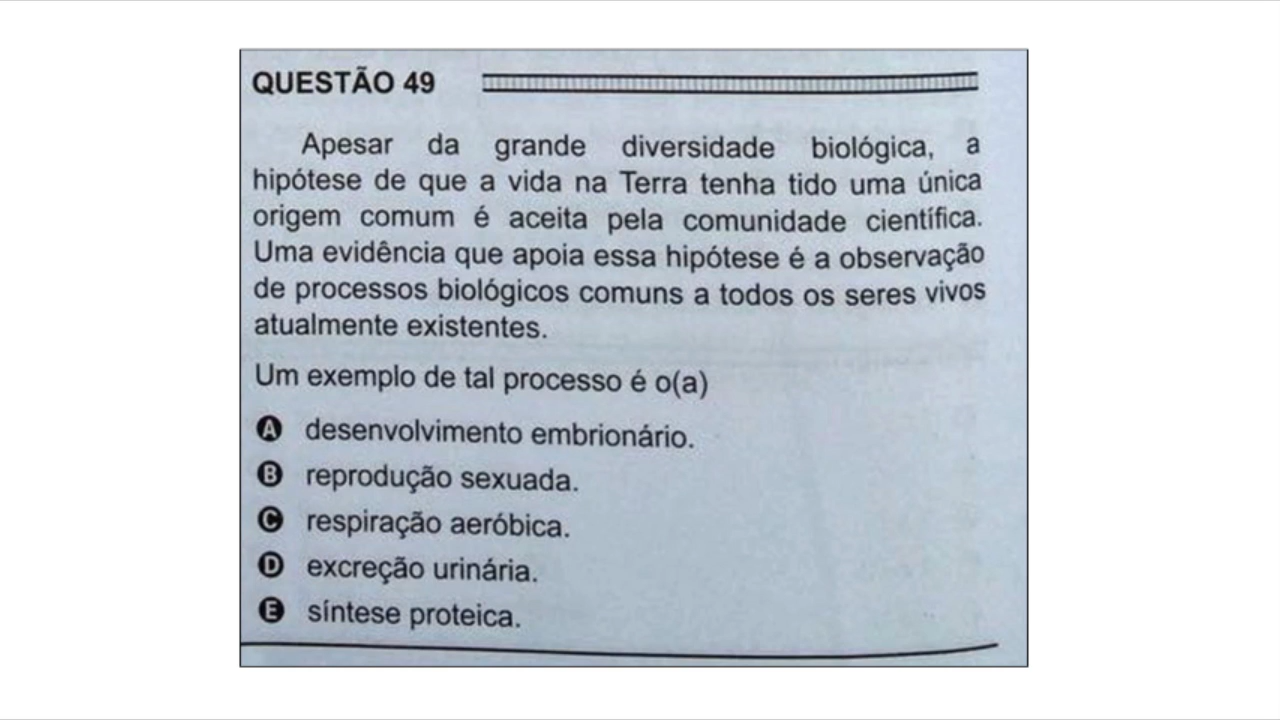 QUESTÃO 49
Apesar da grande diversidade biológica, a
hipótese de que a vida na Terra tenha tido uma única
origem comum é aceita pela comunidade científica.
Uma evidência que apoia essa hipótese é a observação
de processos biológicos comuns a todos os seres vivos
atualmente existentes.
Um exemplo de tal processo é o(a)
A desenvolvimento embrionário.
B reprodução sexuada.
C respiração aeróbica.
D excreção urinária.
E síntese proteica.